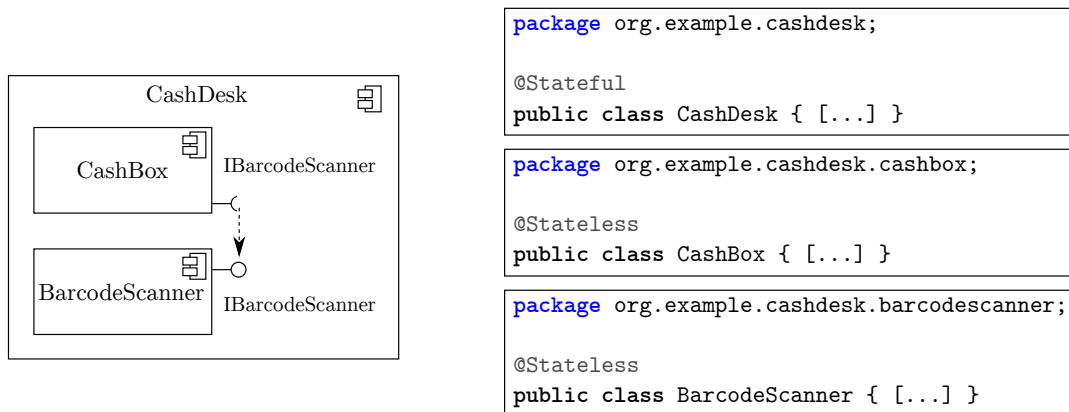 CashDesk
CashBox
IBarcodeScanner
BarcodeScanner
IBarcodeScanner
package org.example.cashdesk;
@Stateful
public class CashDesk { [...] }
package org.example.cashdesk.cashbox;
@Stateless
public class CashBox { [...] }
package org.example.cashdesk.barcodescanner;
@Stateless
public class BarcodeScanner { [...] }